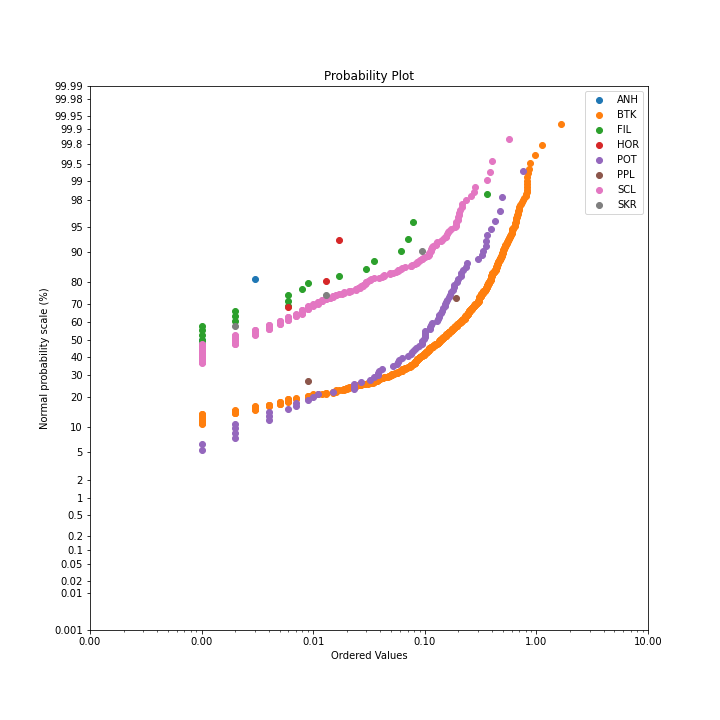 Probability Plot
99.99
99.98
99.95
99.9
99.8
99.5
99
98
95
90
80
70
60
50
40
30
20
10
5
2
1
0.5
0.2
0.1
0.05
0.02
0.01
0.001
Normal probability scale (%)
ANH
BTK
FIL
HOR
POT
PPL
SCL
SKR
0.00 0.00 0.01 0.10 1.00 10.00
Ordered Values